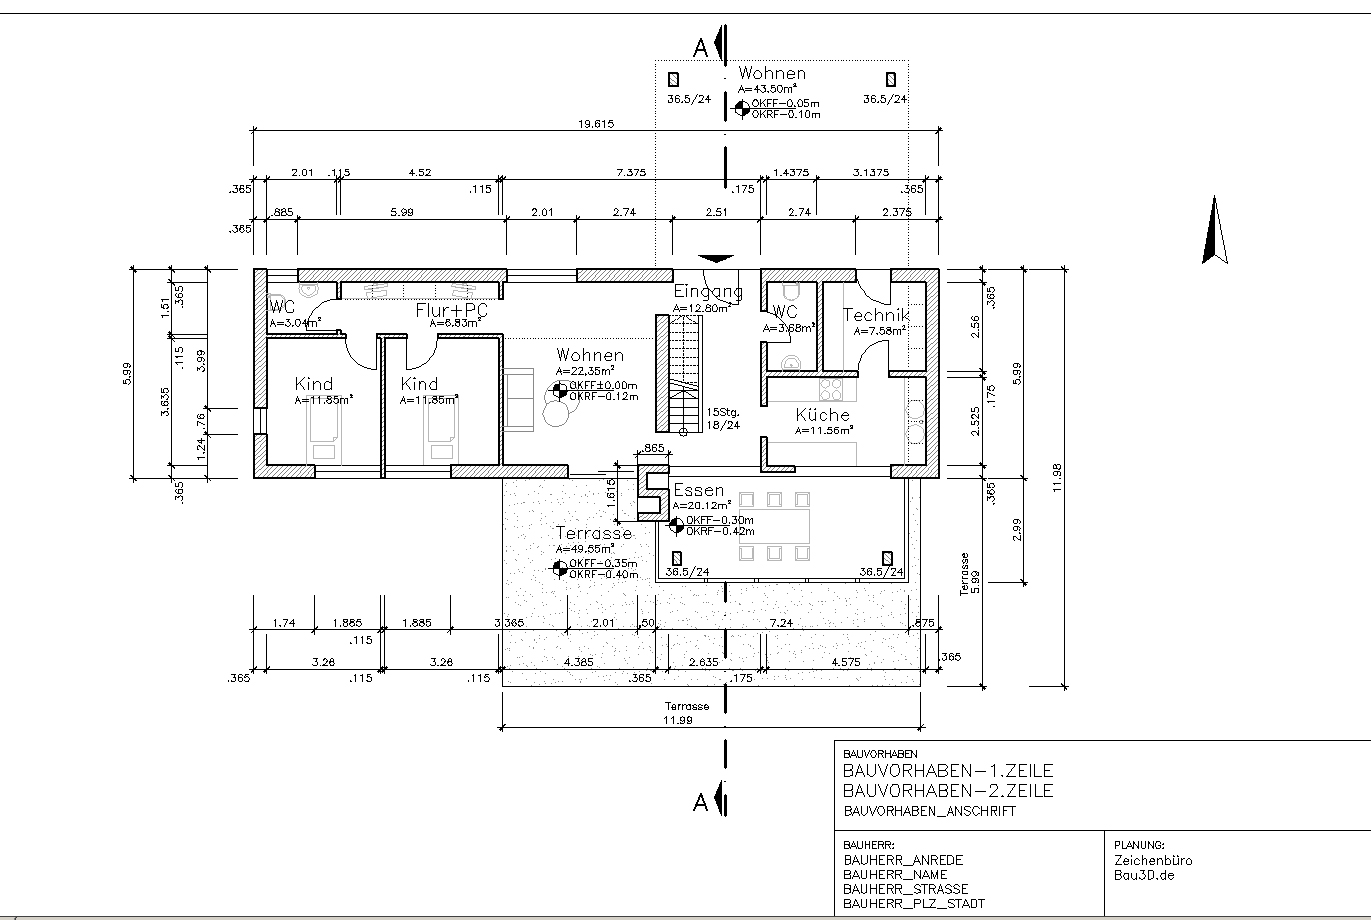 A
Wohnen
A=43.50m²
36.5/24
36.5/24
OKFF-0.05m
OKRF-0.10m
19.615
2.01
.115
4.52
7.375
1.4375
3.1375
.365
.115
.175
.365
.885
5.99
2.01
2.74
2.51
2.74
2.375
.365
Eingang
A=12.80m²
WC
A=3.04m²
Flur+PC
A=6.83m²
WC
A=3.68m²
Technik
A=7.58m²
1.51
.365
.115
3.99
5.99
3.635
.76
1.24
.365
Wohnen
A=22,35m²
OKFF±0.00m
OKRF-0.12m
Kind
A=11.85m²
Kind
A=11.85m²
15Stg.
18/24
Küche
A=11.56m²
.365
2.56
5.99
.175
2.525
.365
11.98
2.99
.865
1.615
Essen
A=20.12m²
OKFF-0.30m
OKRF-0.42m
36.5/24
36.5/24
Terrasse
A=49.55m²
OKFF-0.35m
OKRF-0.40m
Terrasse
5.99
1.74
1.885
1.885
3.365
2.01
.50
7.24
.875
.115
3.26
3.26
4.385
2.635
4.575
.365
.365
.115
.115
.365
.175
Terrasse
11.99
A
BAUVORHABEN
BAUVORHABEN-1.ZEILE
BAUVORHABEN-2.ZEILE
BAUVORHABEN_ANSCHRIFT
BAUHERR:
BAUHERR_ANREDE
BAUHERR_NAME
BAUHERR_STRASSE
BAUHERR_PLZ_STADT
PLANUNG:
Zeichenbüro
Bau3D.de